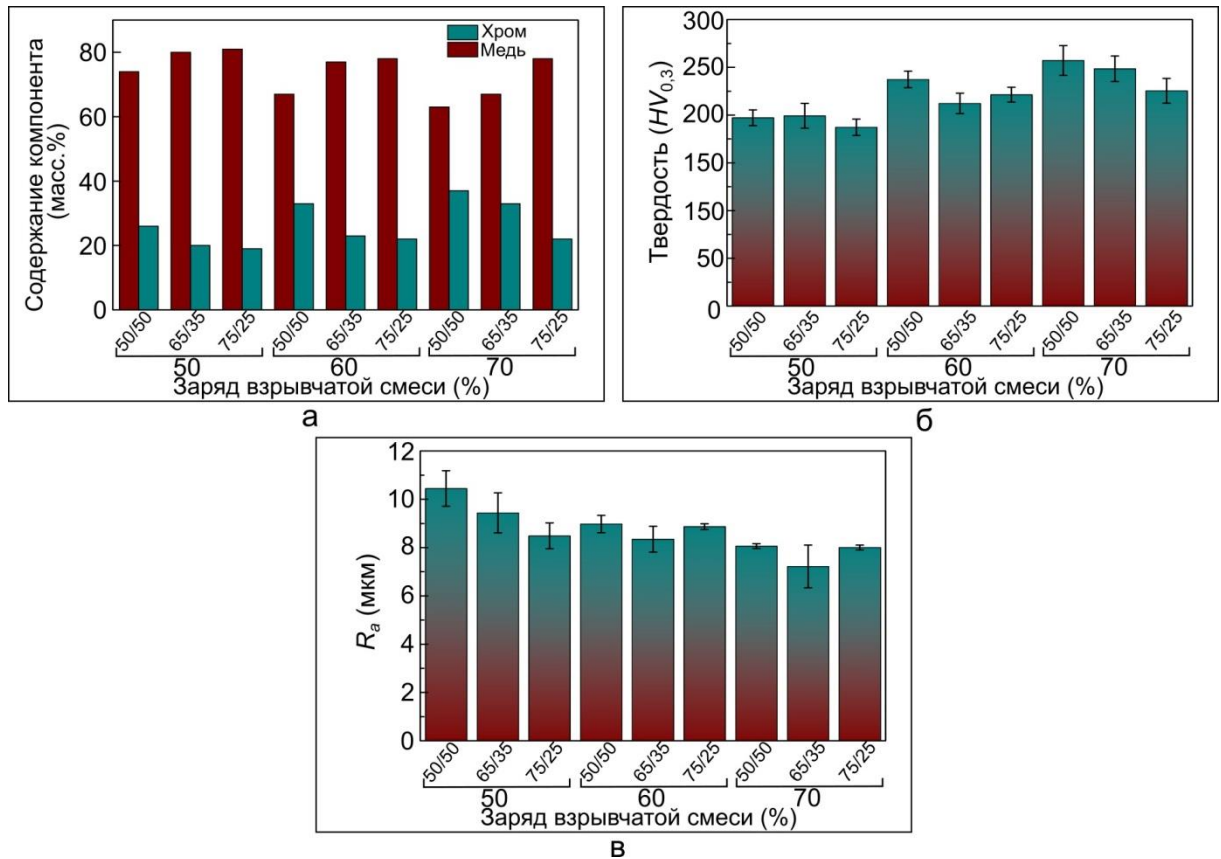 Содержание компонента
(масс.%)
80
60
40
20
0
Хром
Медь
50/50 65/35 75/25 50/50 65/35 75/25 50/50 65/35 75/25
50 60 70
Заряд взрывчатой смеси (%)
а
Твердость (HV0,3)
300
250
200
150
150
50
0
50/50 65/35 75/25 50/50 65/35 75/25 50/50 65/35 75/25
50 60 70
Заряд взрывчатой смеси (%)
б
Ra (мкм)
12
10
8
6
4
2
0
50/50 65/35 75/25 50/50 65/35 75/25 50/50 65/35 75/25
50 60 70
Заряд взрывчатой смеси (%)
в